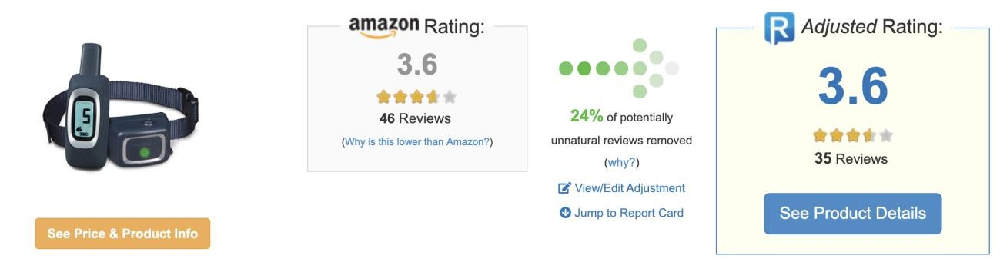 5
See Price & Product Info
amazon Rating:
3.6
46 Reviews
(Why is this lower than Amazon?)
24% of potentially
unnatural reviews removed
(why?)
View/Edit Adjustment
Jump to Report Card
R Adjusted Rating:
3.6
35 Reviews
See Product Details